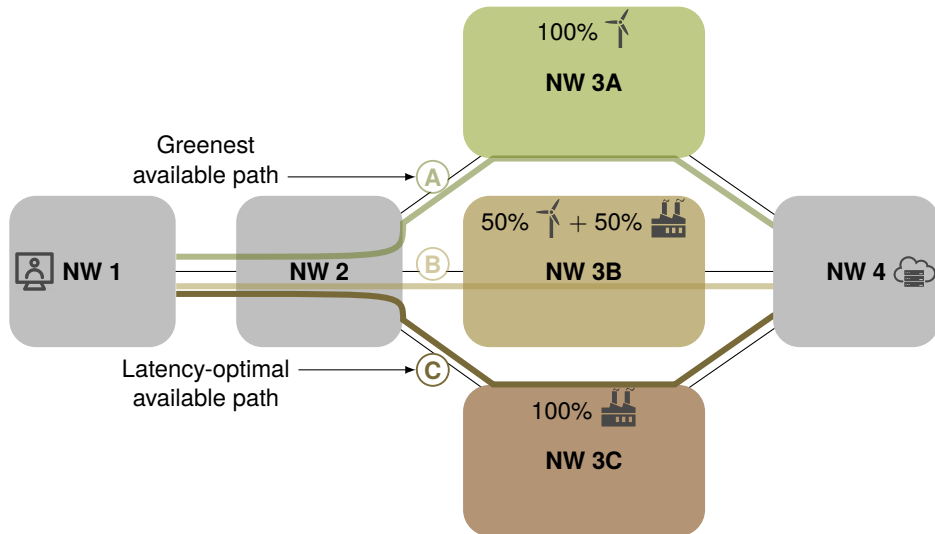 100%
NW 3A
Greenest
available path
A
50% + 50%
NW 1
NW 2
B
NW 3B
NW 4
Latency-optimal
available path
C
100%
NW 3C